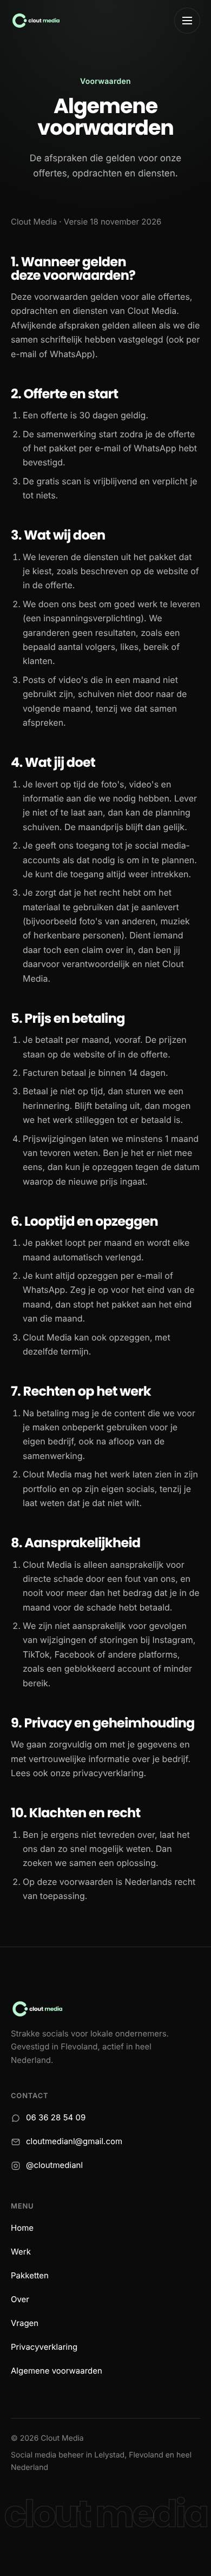 clout media
Voorwaarden
Algemene
voorwaarden
De afspraken die gelden voor onze
offertes, opdrachten en diensten.
Clout Media · Versie 18 november 2026
1. Wanneer gelden
deze voorwaarden?
Deze voorwaarden gelden voor alle offertes,
opdrachten en diensten van Clout Media.
Afwijkende afspraken gelden alleen als we die
samen schriftelijk hebben vastgelegd (ook per
e-mail of WhatsApp).
2. Offerte en start
1. Een offerte is 30 dagen geldig.
2. De samenwerking start zodra je de offerte
of het pakket per e-mail of WhatsApp hebt
bevestigd.
3. De gratis scan is vrijblijvend en verplicht je
tot niets.
3. Wat wij doen
1. We leveren de diensten uit het pakket dat
je kiest, zoals beschreven op de website of
in de offerte.
2. We doen ons best om goed werk te leveren
(een inspanningsverplichting). We
garanderen geen resultaten, zoals een
bepaald aantal volgers, likes, bereik of
klanten.
3. Posts of video's die in een maand niet
gebruikt zijn, schuiven niet door naar de
volgende maand, tenzij we dat samen
afspreken.
4. Wat jij doet
1. Je levert op tijd de foto's, video's en
informatie aan die we nodig hebben. Lever
je niet of te laat aan, dan kan de planning
schuiven. De maandprijs blijft dan gelijk.
2. Je geeft ons toegang tot je social media-
accounts als dat nodig is om in te plannen.
Je kunt die toegang altijd weer intrekken.
3. Je zorgt dat je het recht hebt om het
materiaal te gebruiken dat je aanlevert
(bijvoorbeeld foto's van anderen, muziek
of herkenbare personen). Dient iemand
daar toch een claim over in, dan ben jij
daarvoor verantwoordelijk en niet Clout
Media.
5. Prijs en betaling
1. Je betaalt per maand, vooraf. De prijzen
staan op de website of in de offerte.
2. Facturen betaal je binnen 14 dagen.
3. Betaal je niet op tijd, dan sturen we een
herinnering. Blijft betaling uit, dan mogen
we het werk stilleggen tot er betaald is.
4. Prijswijzigingen laten we minstens 1 maand
van tevoren weten. Ben je het er niet mee
eens, dan kun je opzeggen tegen de datum
waarop de nieuwe prijs ingaat.
6. Looptijd en opzeggen
1. Je pakket loopt per maand en wordt elke
maand automatisch verlengd.
2. Je kunt altijd opzeggen per e-mail of
WhatsApp. Zeg je op voor het eind van de
maand, dan stopt het pakket aan het eind
van die maand.
3. Clout Media kan ook opzeggen, met
dezelfde termijn.
7. Rechten op het werk
1. Na betaling mag je de content die we voor
je maken onbeperkt gebruiken voor je
eigen bedrijf, ook na afloop van de
samenwerking.
2. Clout Media mag het werk laten zien in zijn
portfolio en op zijn eigen socials, tenzij je
laat weten dat je dat niet wilt.
8. Aansprakelijkheid
1. Clout Media is alleen aansprakelijk voor
directe schade door een fout van ons, en
nooit voor meer dan het bedrag dat je in de
maand voor de schade hebt betaald.
2. We zijn niet aansprakelijk voor gevolgen
van wijzigingen of storingen bij Instagram,
TikTok, Facebook of andere platforms,
zoals een geblokkeerd account of minder
bereik.
9. Privacy en geheimhouding
We gaan zorgvuldig om met je gegevens en
met vertrouwelijke informatie over je bedrijf.
Lees ook onze privacyverklaring.
10. Klachten en recht
1. Ben je ergens niet tevreden over, laat het
ons dan zo snel mogelijk weten. Dan
zoeken we samen een oplossing.
2. Op deze voorwaarden is Nederlands recht
van toepassing.
clout media
Strakke socials voor lokale ondernemers.
Gevestigd in Flevoland, actief in heel
Nederland.
CONTACT
06 36 28 54 09
cloutmedianl@gmail.com
@cloutmedianl
MENU
Home
Werk
Pakketten
Over
Vragen
Privacyverklaring
Algemene voorwaarden
© 2026 Clout Media
Social media beheer in Lelystad, Flevoland en heel
Nederland
clout media